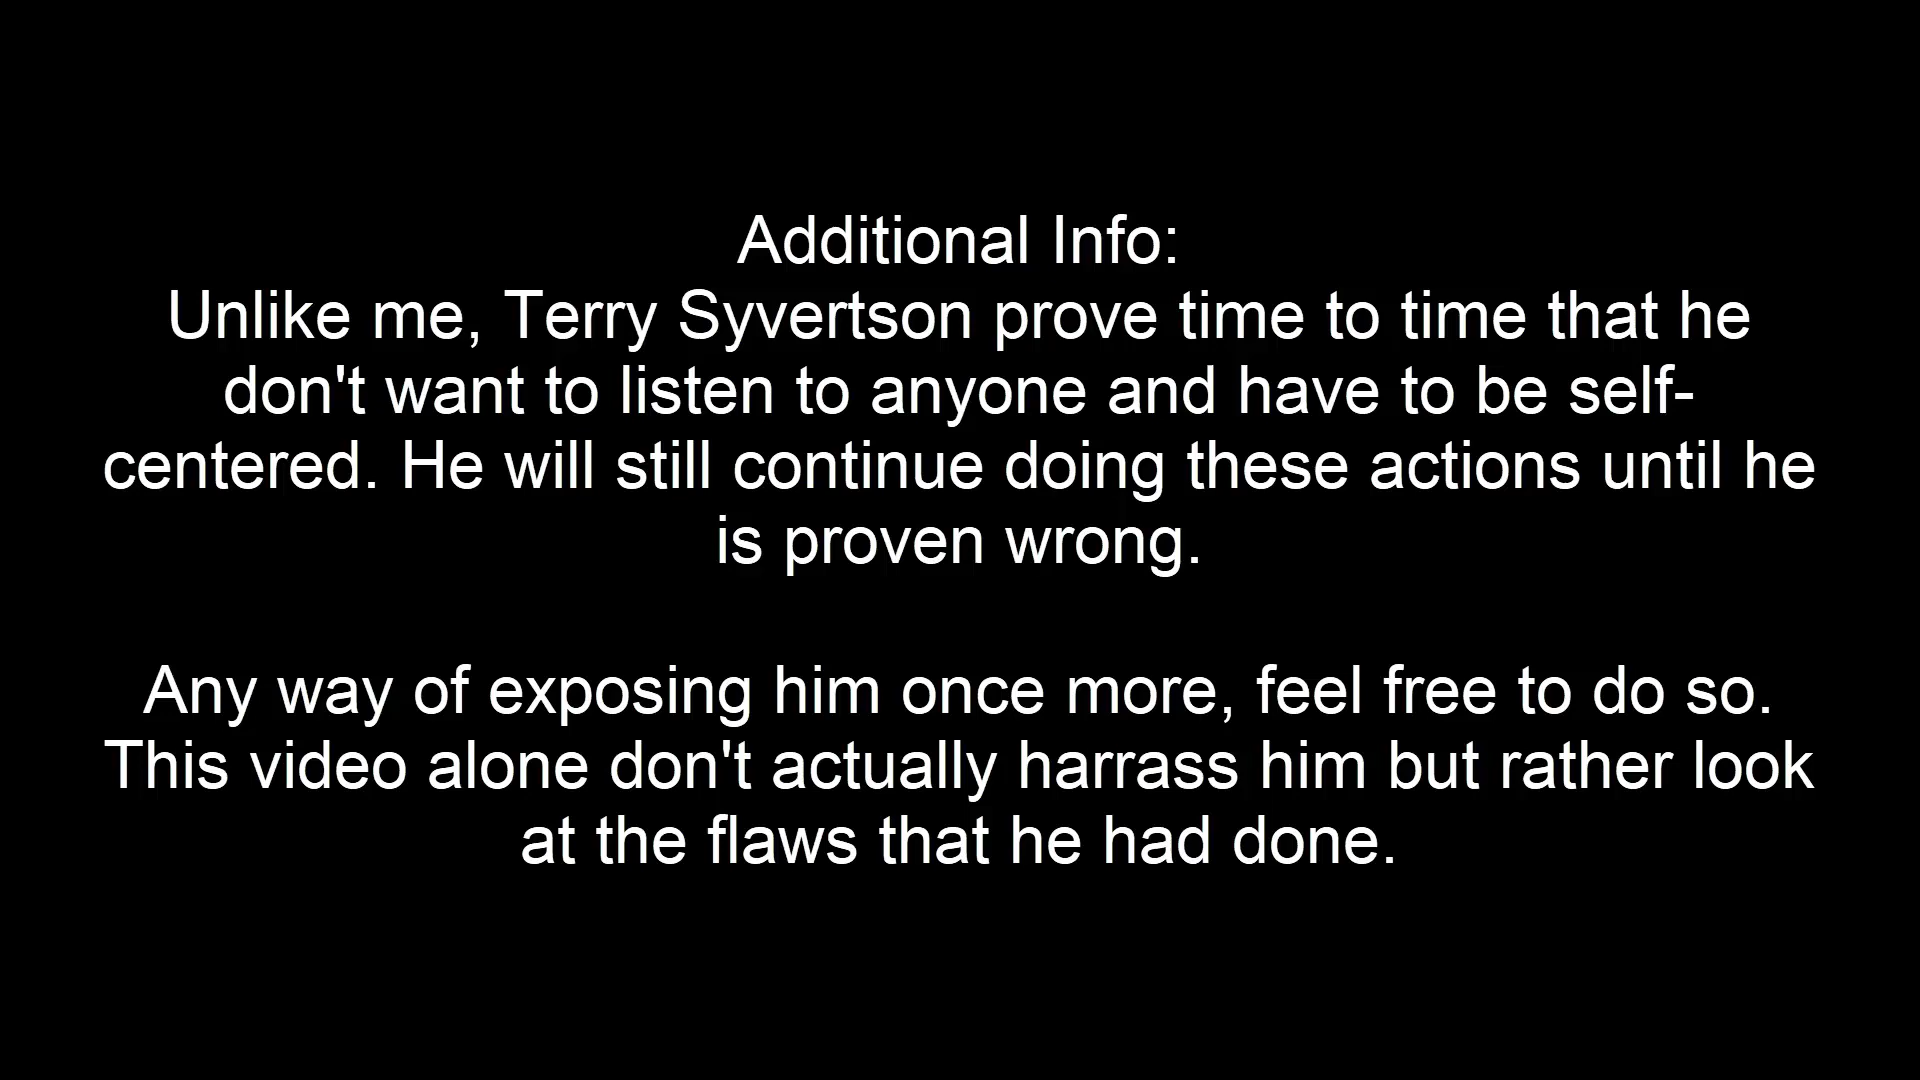 Additional Info:
Unlike me, Terry Syvertson prove time to time that he
don't want to listen to anyone and have to be self-
centered. He will still continue doing these actions until he
is proven wrong.
Any way of exposing him once more, feel free to do so.
This video alone don't actually harrass him but rather look
at the flaws that he had done.